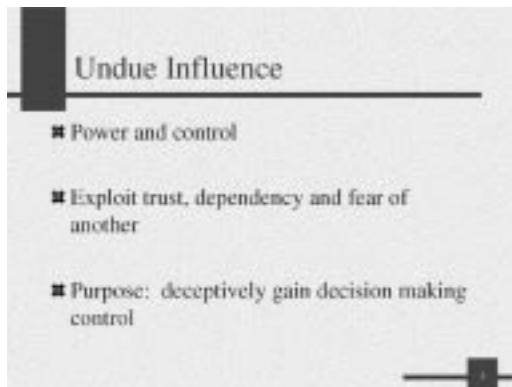 Undue Influence
Power and control
Exploit trust, dependency and fear of
another
Purpose: deceptively gain decision making
control